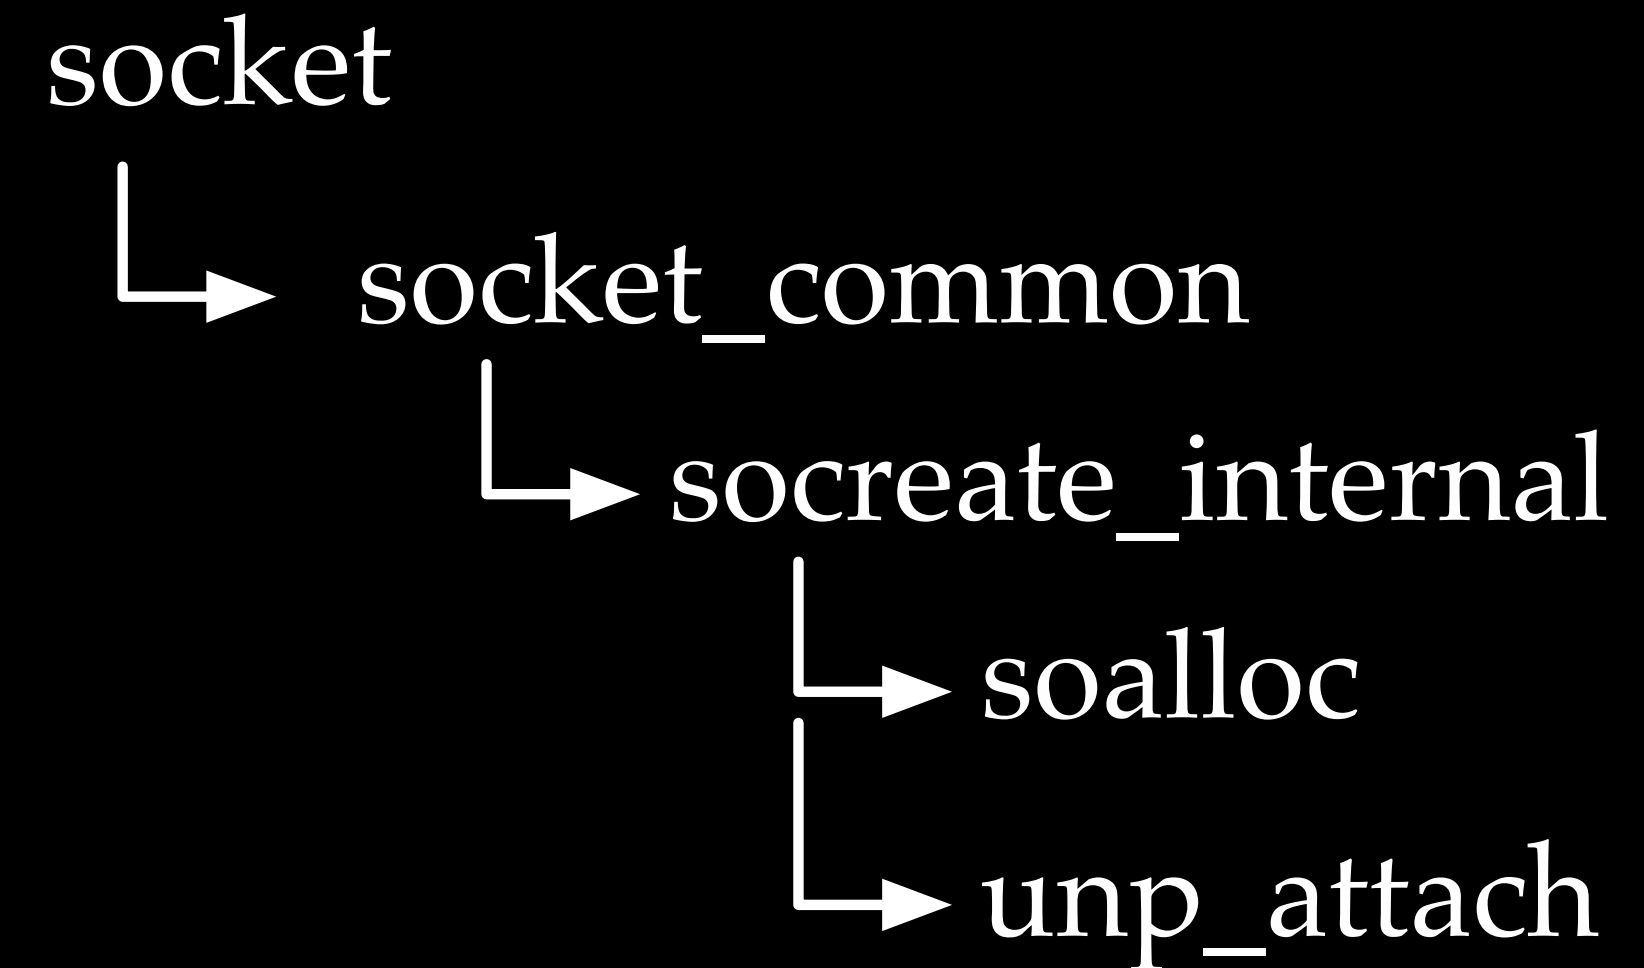 socket
socket_common
socreate_internal
soalloc
unp_attach